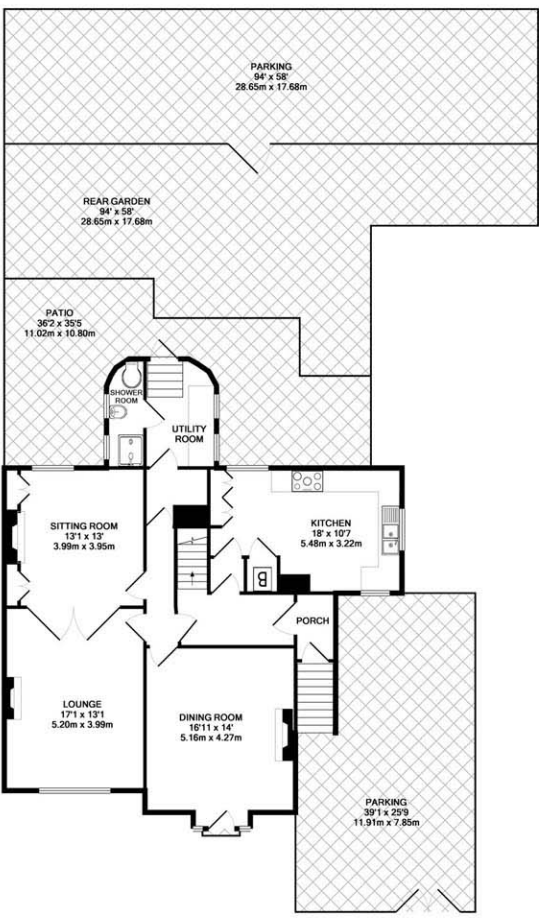 PARKING
94' x 58'
28.65m x 17.68m
REAR GARDEN
94' x 58'
28.65m x 17.68m
PATIO
36'2 x 35'5
11.02m x 10.80m
SHOWER
ROOM
UTILITY
ROOM
SITTING ROOM
13'1 x 13'
3.99m x 3.95m
KITCHEN
18' x 10'7
5.48m x 3.22m
B
PORCH
LOUNGE
17'1 x 13'1
5.20m x 3.99m
DINING ROOM
16'11 x 14'
5.16m x 4.27m
PARKING
39'1 x 25'9
11.91m x 7.85m